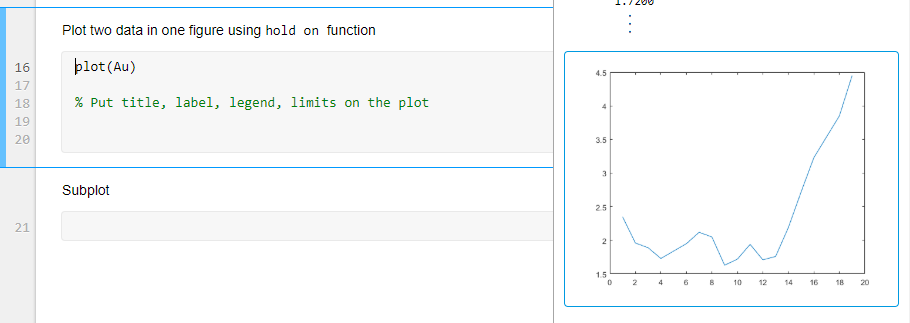 Plot two data in one figure using hold on function
16 plot(Au)
17
18 % Put title, label, legend, limits on the plot
19
20
Subplot
21
1.7200
4.5
4
3.5
3
2.5
2
1.5
0 2 4 6 8 10 12 14 16 18 20